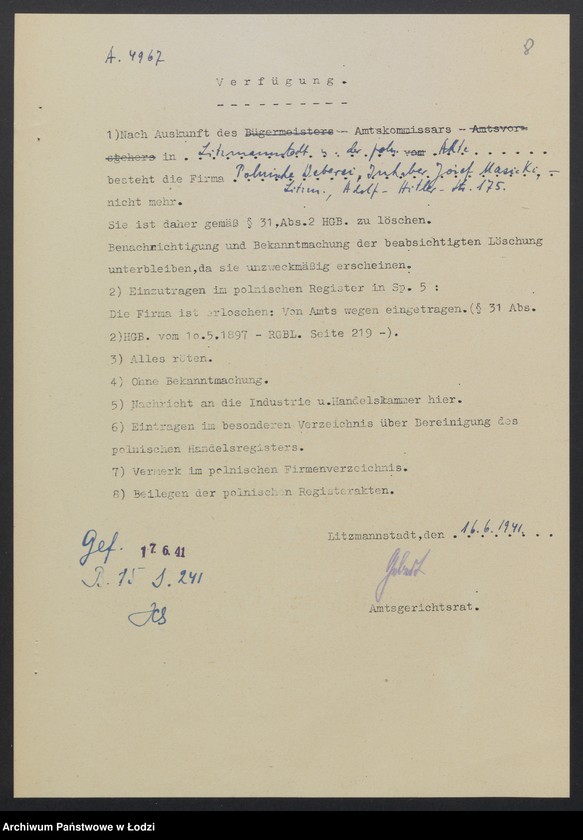 A. 4967
8
Verfügung.
1)Nach Auskunft des Bügermeisters - Amtskommissars - Amtsvor-
stehers in Litzmannstadt u. der poln. vom Akte
besteht die Firma Polnische Weberei, Inhaber Józef Masicki, -
Litzm., Adolf-Hitler-Str. 175.
nicht mehr.
Sie ist daher gemäß § 31,Abs.2 HGB. zu löschen.
Benachrichtigung und Bekanntmachung der beabsichtigten Löschung
unterbleiben,da sie unzweckmäßig erscheinen.
2) Einzutragen im polnischen Register in Sp. 5 :
Die Firma ist erloschen: Von Amts wegen eingetragen.(§ 31 Abs.
2)HGB. vom 1o.5.1897 - RGBL. Seite 219 -).
3) Alles röten.
4) Ohne Bekanntmachung.
5) Nachricht an die Industrie u.Handelskammer hier.
6) Eintragen im besonderen Verzeichnis über Bereinigung des
polnischen Handelsregisters.
7) Vermerk im polnischen Firmenverzeichnis.
8) Beilegen der polnischen Registerakten.
Litzmannstadt,den 16.6.1941.
Gef. 17.6.41
B. 15 S. 241
Amtsgerichtsrat.
Archiwum Państwowe w Łodzi